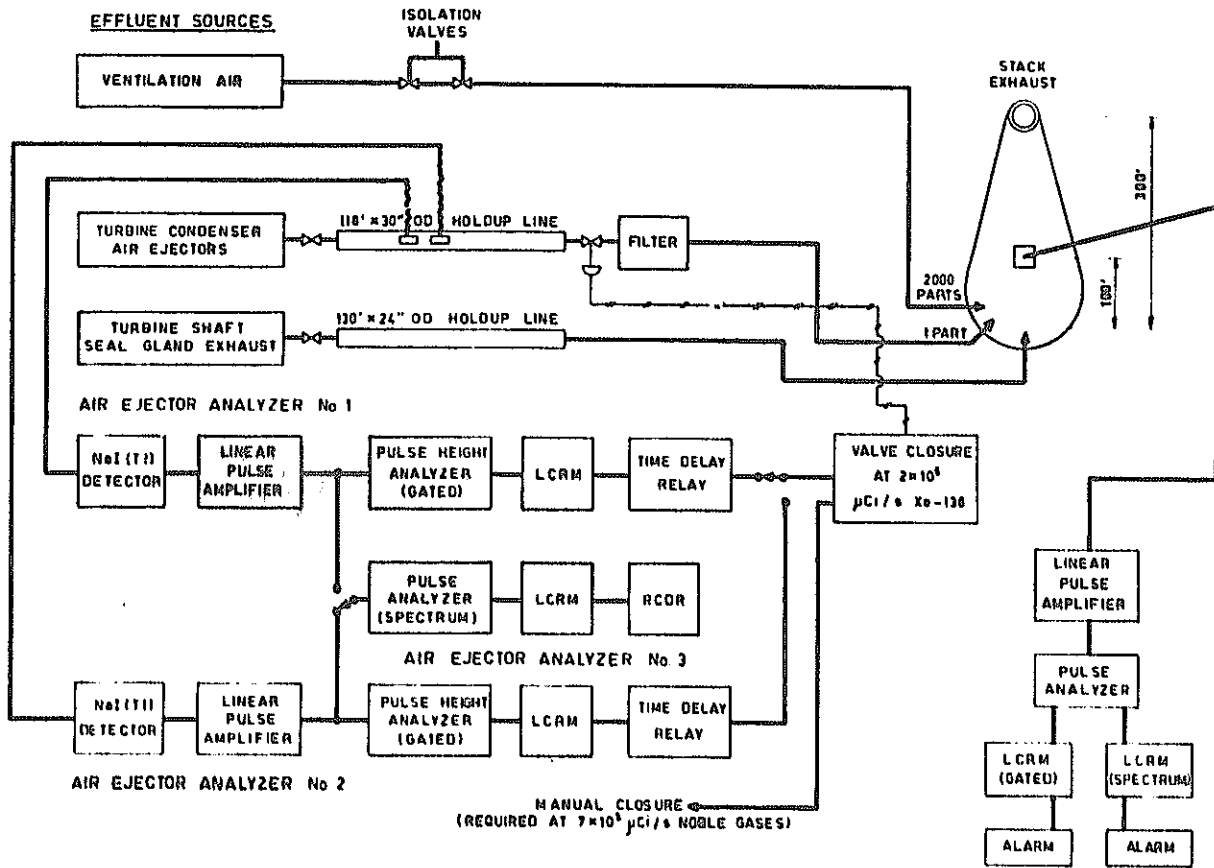 EFFLUENT SOURCES
ISOLATION
VALVES
VENTILATION AIR
STACK
EXHAUST
300'
100'
118' × 30" OD HOLDUP LINE
TURBINE CONDENSER
AIR EJECTORS
FILTER
2000
PARTS
1 PART
130' × 24" OD HOLDUP LINE
TURBINE SHAFT
SEAL GLAND EXHAUST
AIR EJECTOR ANALYZER No 1
NaI (Tl)
DETECTOR
LINEAR
PULSE
AMPLIFIER
PULSE HEIGHT
ANALYZER
(GATED)
LCRM
TIME DELAY
RELAY
VALVE CLOSURE
AT 2×10⁵
μCi/s Xe-138
PULSE
ANALYZER
(SPECTRUM)
LCRM
RCDR
AIR EJECTOR ANALYZER No. 3
NaI (Tl)
DETECTOR
LINEAR
PULSE
AMPLIFIER
PULSE HEIGHT
ANALYZER
(GATED)
LCRM
TIME DELAY
RELAY
AIR EJECTOR ANALYZER No 2
MANUAL CLOSURE
(REQUIRED AT 7×10⁵ μCi/s NOBLE GASES)
LINEAR
PULSE
AMPLIFIER
PULSE
ANALYZER
LCRM
(GATED)
LCRM
(SPECTRUM)
ALARM
ALARM